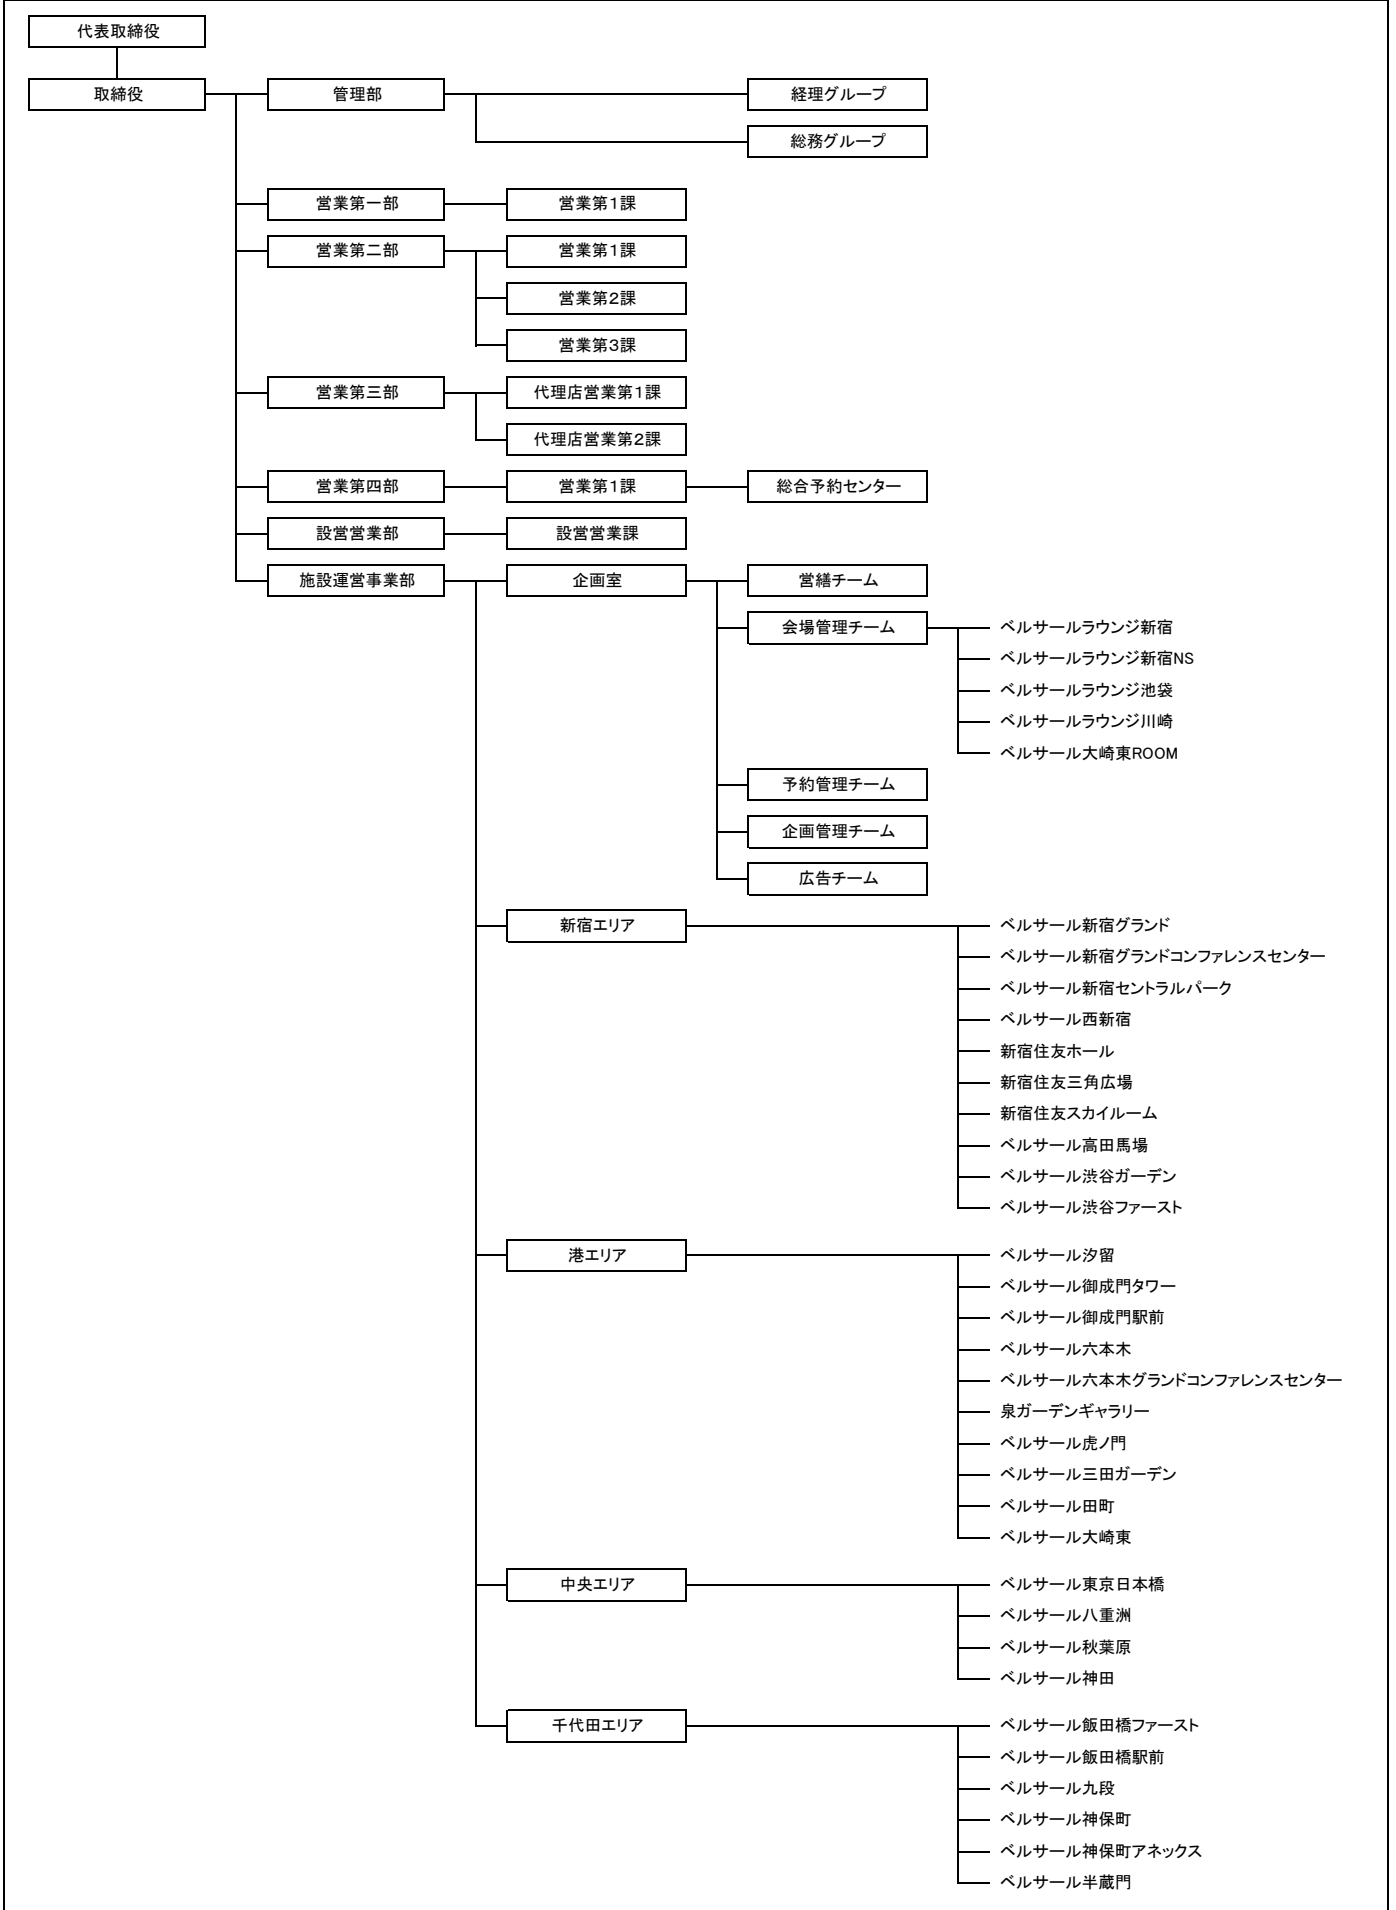 代表取締役
取締役
管理部
経理グループ
総務グループ
営業第一部
営業第1課
営業第二部
営業第1課
営業第2課
営業第3課
営業第三部
代理店営業第1課
代理店営業第2課
営業第四部
営業第1課
総合予約センター
設営営業部
設営営業課
施設運営事業部
企画室
営繕チーム
会場管理チーム
ベルサールラウンジ新宿
ベルサールラウンジ新宿NS
ベルサールラウンジ池袋
ベルサールラウンジ川崎
ベルサール大崎東ROOM
予約管理チーム
企画管理チーム
広告チーム
新宿エリア
ベルサール新宿グランド
ベルサール新宿グランドコンファレンスセンター
ベルサール新宿セントラルパーク
ベルサール西新宿
新宿住友ホール
新宿住友三角広場
新宿住友スカイルーム
ベルサール高田馬場
ベルサール渋谷ガーデン
ベルサール渋谷ファースト
港エリア
ベルサール汐留
ベルサール御成門タワー
ベルサール御成門駅前
ベルサール六本木
ベルサール六本木グランドコンファレンスセンター
泉ガーデンギャラリー
ベルサール虎ノ門
ベルサール三田ガーデン
ベルサール田町
ベルサール大崎東
中央エリア
ベルサール東京日本橋
ベルサール八重洲
ベルサール秋葉原
ベルサール神田
千代田エリア
ベルサール飯田橋ファースト
ベルサール飯田橋駅前
ベルサール九段
ベルサール神保町
ベルサール神保町アネックス
ベルサール半蔵門